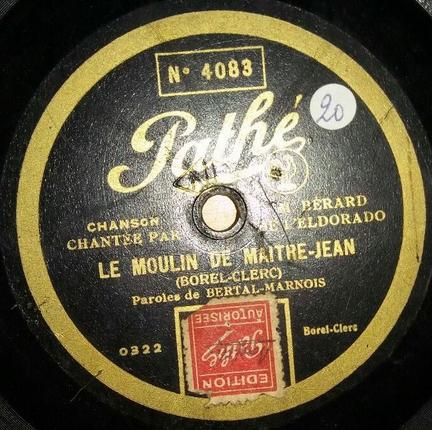 N° 4083
Pathé
20
CHANSON
CHANTÉE PAR BÉRARD
DE L'ELDORADO
LE MOULIN DE MAITRE-JEAN
(BOREL-CLERC)
Paroles de BERTAL-MARNOIS
0322
EDITION
AUTORISÉE
Borel-Clerc